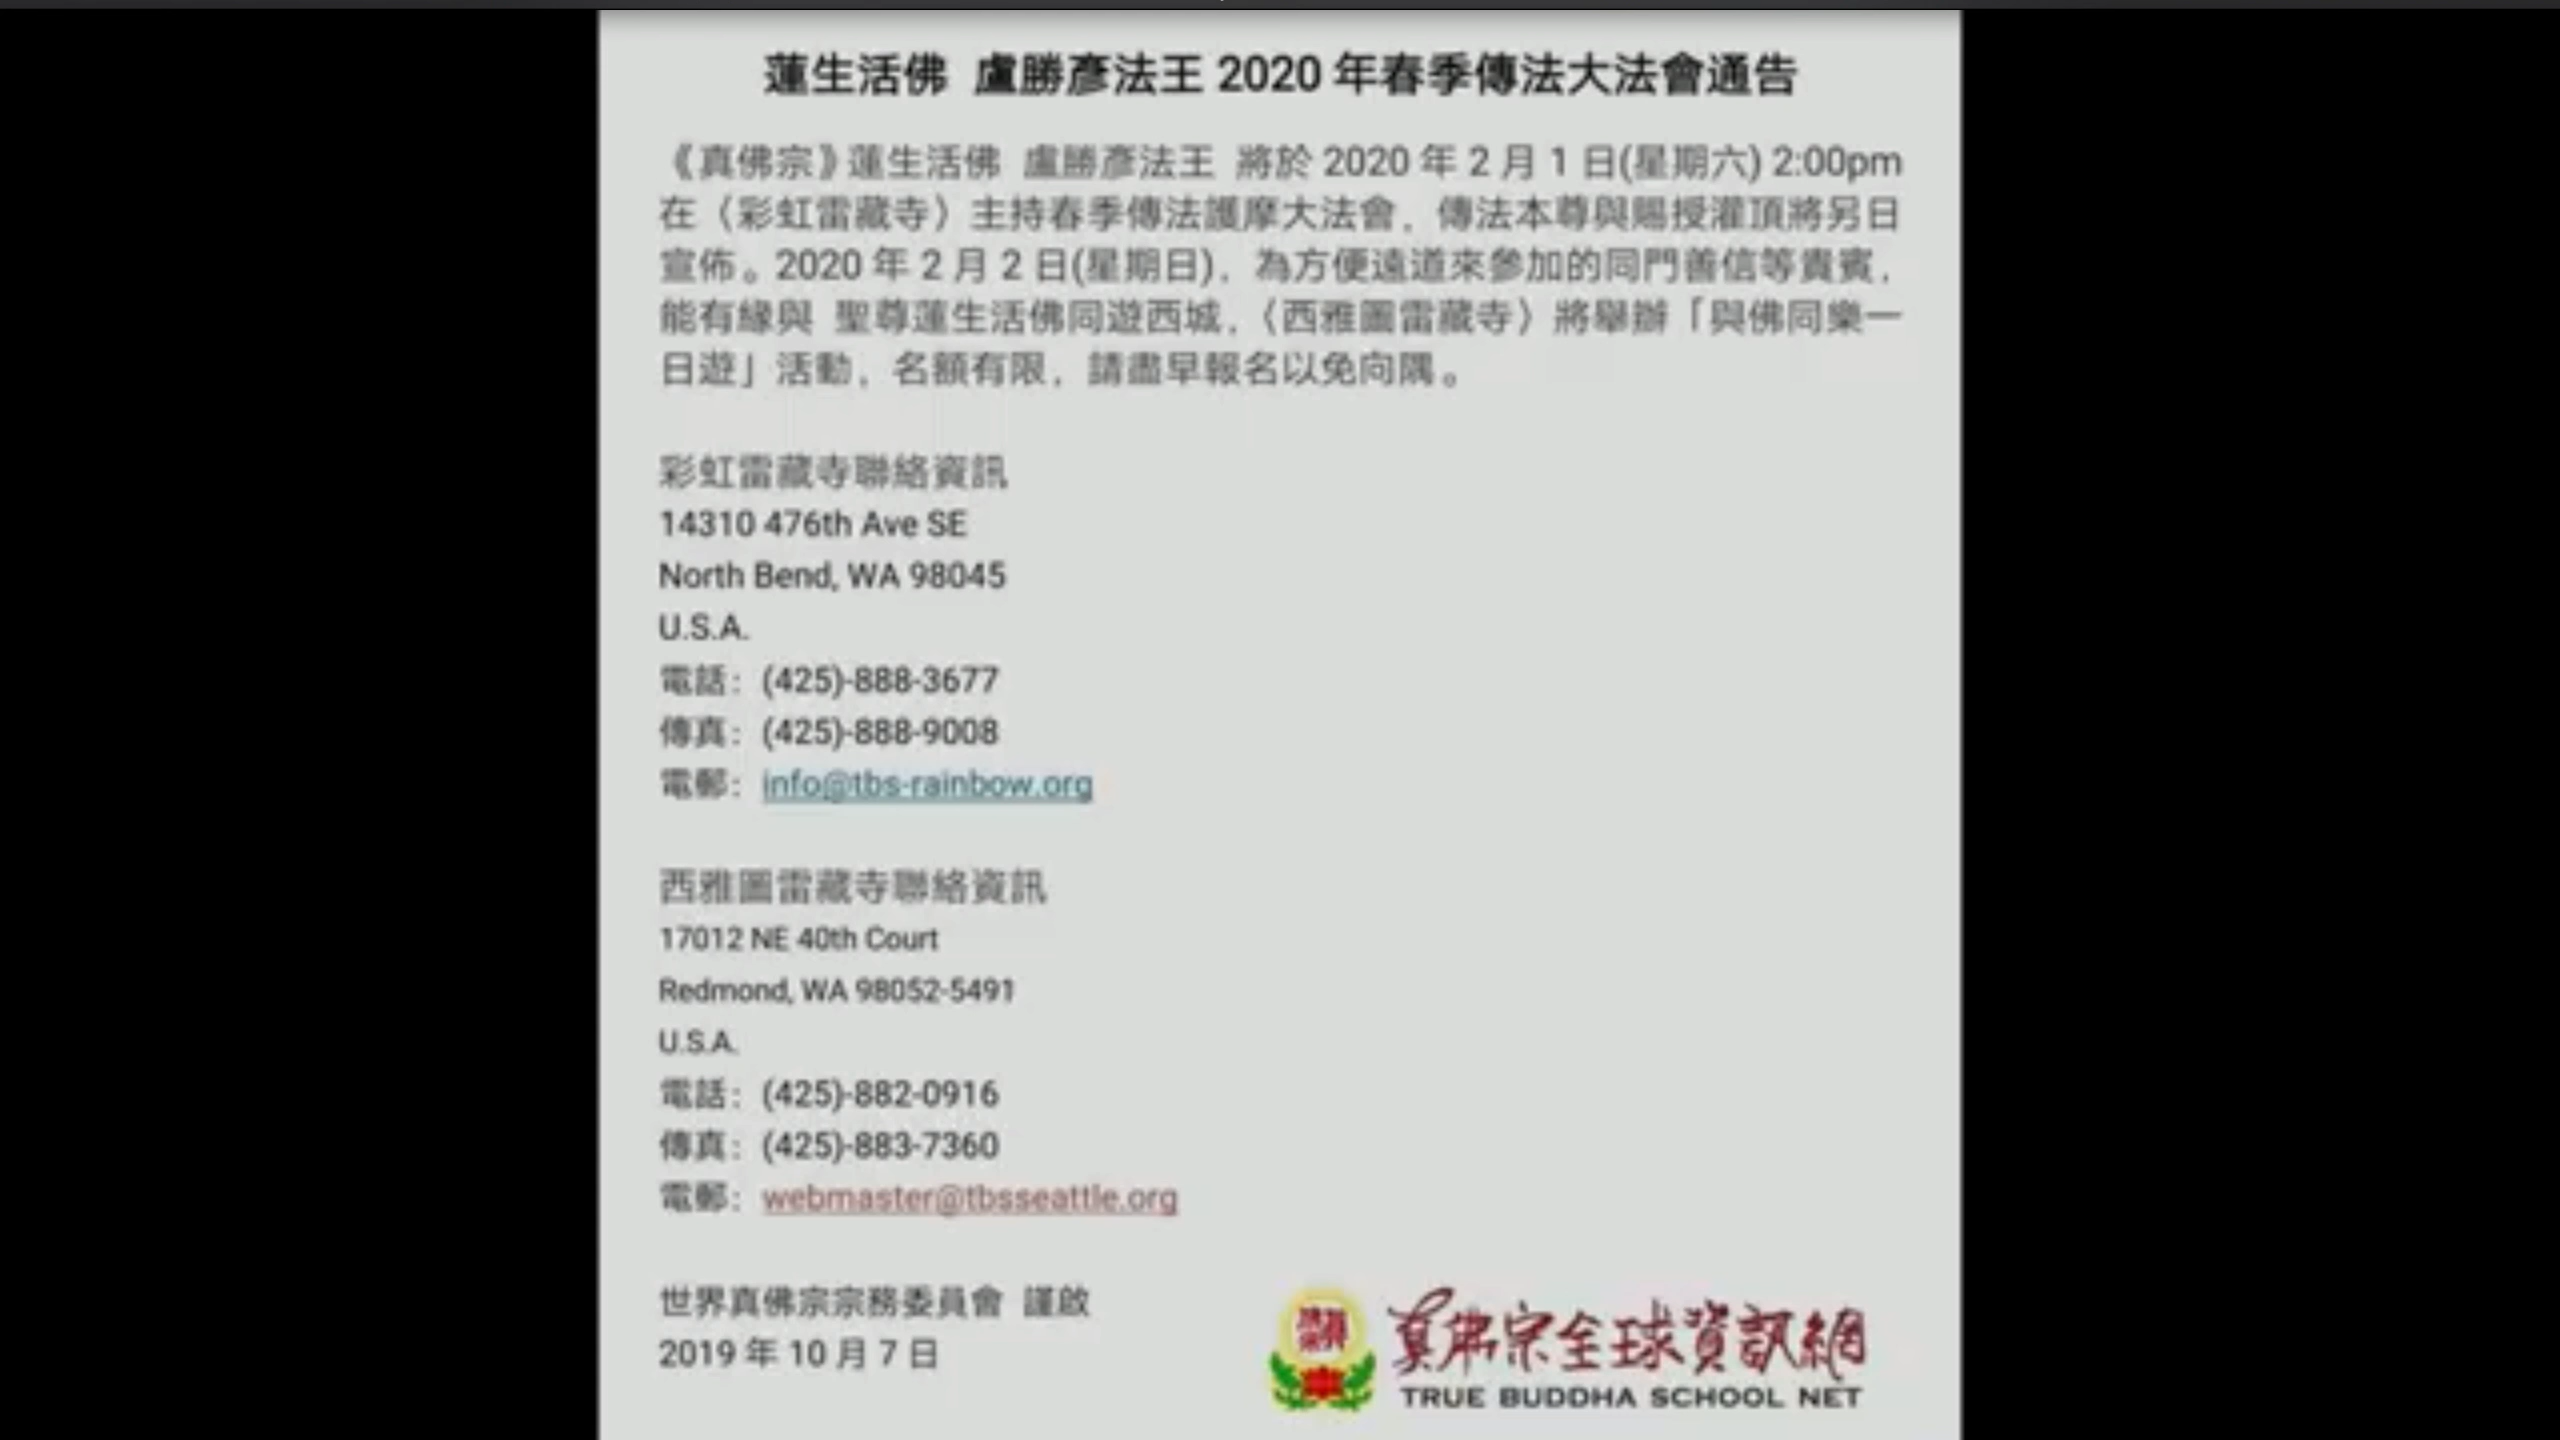 蓮生活佛 盧勝彥法王 2020 年春季傳法大法會通告
《真佛宗》蓮生活佛 盧勝彥法王 將於 2020 年 2 月 1 日(星期六) 2:00pm
在〈彩虹雷藏寺〉主持春季傳法護摩大法會，傳法本尊與賜授灌頂將另日
宣佈。2020 年 2 月 2 日(星期日)，為方便遠道來參加的同門善信等貴賓，
能有緣與 聖尊蓮生活佛同遊西城，〈西雅圖雷藏寺〉將舉辦「與佛同樂一
日遊」活動，名額有限，請盡早報名以免向隅。
彩虹雷藏寺聯絡資訊
14310 476th Ave SE
North Bend, WA 98045
U.S.A.
電話：(425)-888-3677
傳真：(425)-888-9008
電郵：info@tbs-rainbow.org
西雅圖雷藏寺聯絡資訊
17012 NE 40th Court
Redmond, WA 98052-5491
U.S.A.
電話：(425)-882-0916
傳真：(425)-883-7360
電郵：webmaster@tbsseattle.org
世界真佛宗宗務委員會 謹啟
2019 年 10 月 7 日
真佛宗全球資訊網
TRUE BUDDHA SCHOOL NET